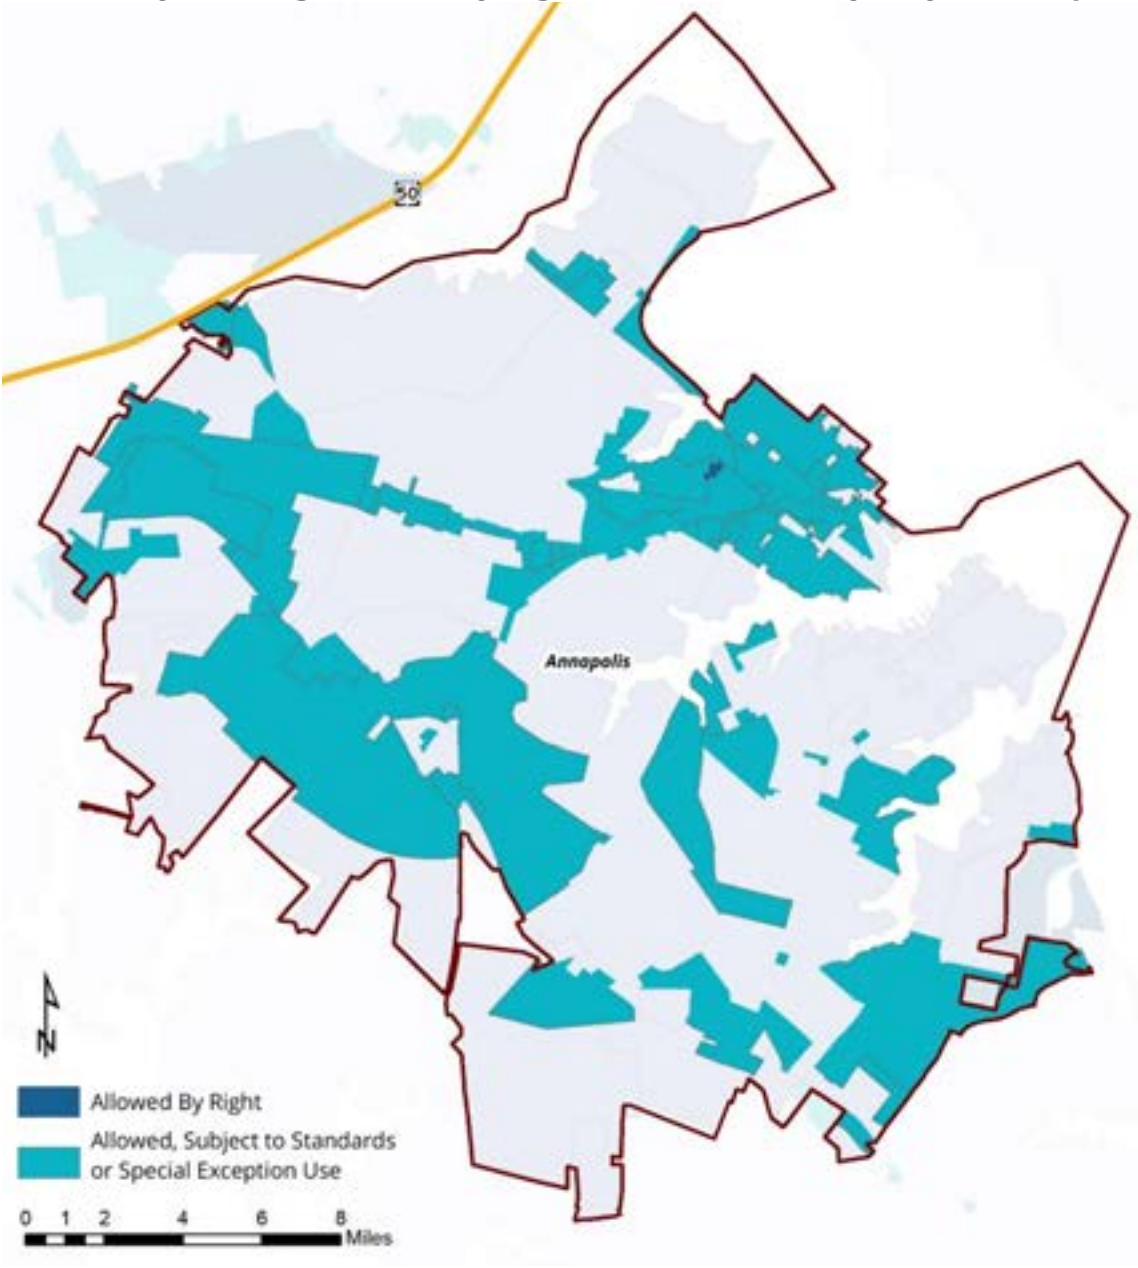 50
Annapolis
N
Allowed By Right
Allowed, Subject to Standards
or Special Exception Use
0 1 2 4 6 8
Miles